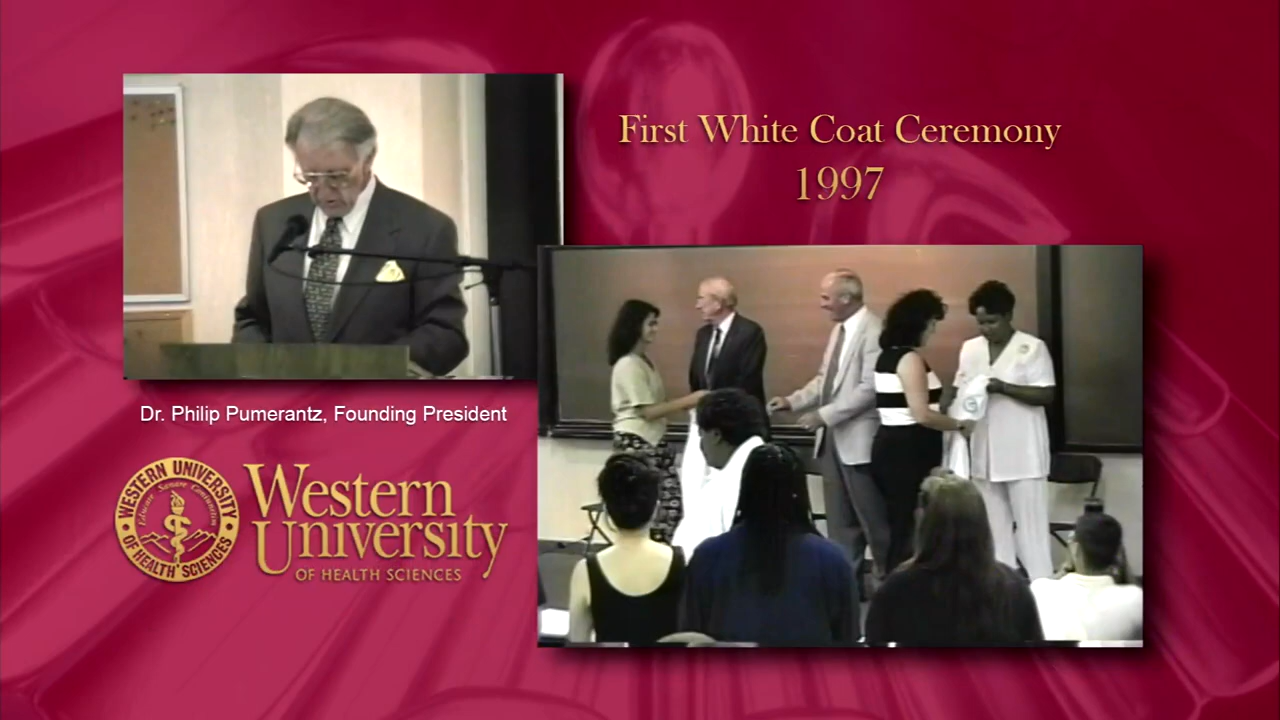 First White Coat Ceremony
1997
Dr. Philip Pumerantz, Founding President
WESTERN UNIVERSITY
OF HEALTH SCIENCES
Western
University
OF HEALTH SCIENCES